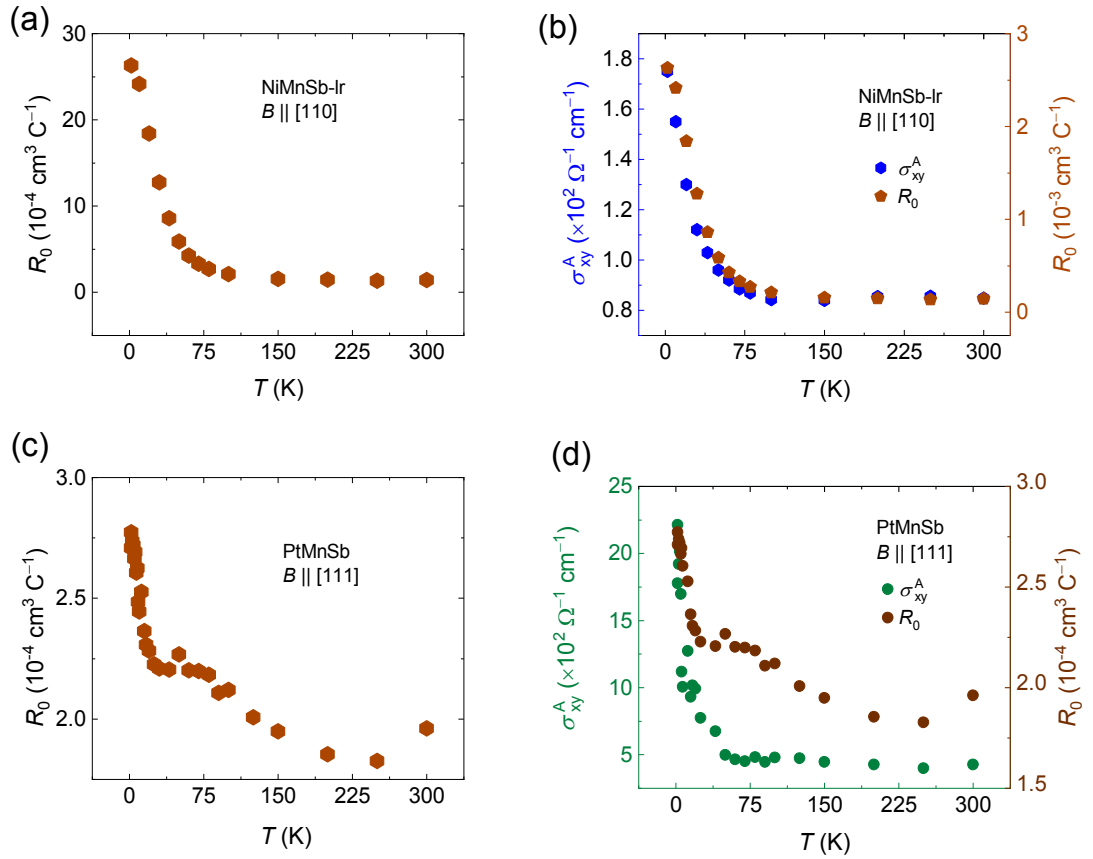 (a)
30
20
10
0
R₀ (10⁻⁴ cm³ C⁻¹)
NiMnSb-Ir
B || [110]
0 75 150 225 300
T (K)
(b)
1.8
1.6
1.4
1.2
1.0
0.8
σᴬxy (×10² Ω⁻¹ cm⁻¹)
NiMnSb-Ir
B || [110]
σᴬxy
R₀
3
2
1
0
R₀ (10⁻³ cm³ C⁻¹)
0 75 150 225 300
T (K)
(c)
3.0
2.5
2.0
R₀ (10⁻⁴ cm³ C⁻¹)
PtMnSb
B || [111]
0 75 150 225 300
T (K)
(d)
25
20
15
10
5
σᴬxy (×10² Ω⁻¹ cm⁻¹)
PtMnSb
B || [111]
σᴬxy
R₀
3.0
2.5
2.0
1.5
R₀ (10⁻⁴ cm³ C⁻¹)
0 75 150 225 300
T (K)